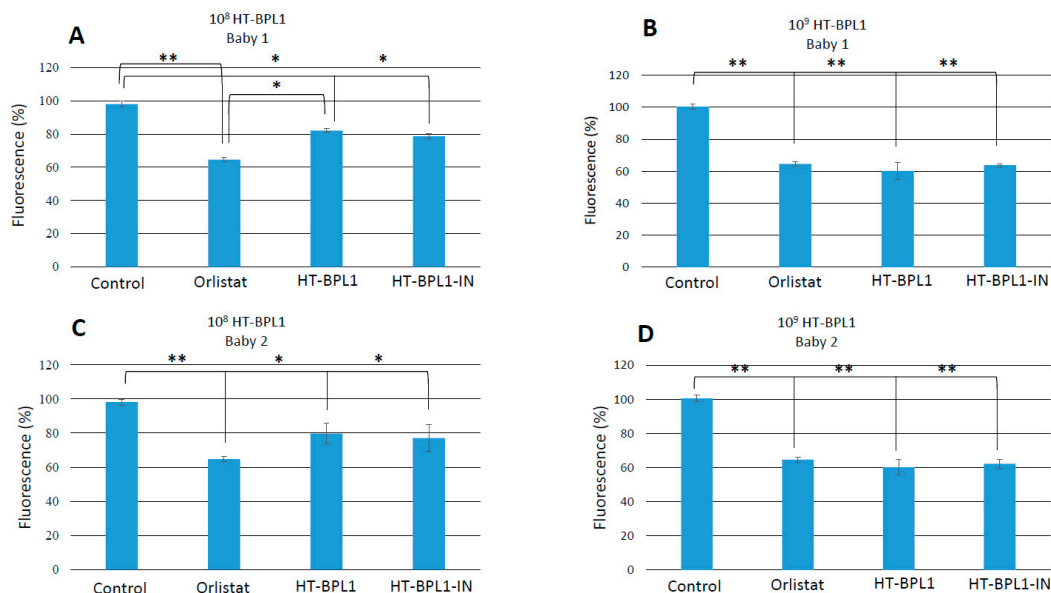 A
10⁸ HT-BPL1
Baby 1
** * *
*
Fluorescence (%)
120
100
80
60
40
20
0
Control Orlistat HT-BPL1 HT-BPL1-IN
B
10⁹ HT-BPL1
Baby 1
** ** **
Fluorescence (%)
120
100
80
60
40
20
0
Control Orlistat HT-BPL1 HT-BPL1-IN
C
10⁸ HT-BPL1
Baby 2
** * *
Fluorescence (%)
120
100
80
60
40
20
0
Control Orlistat HT-BPL1 HT-BPL1-IN
D
10⁹ HT-BPL1
Baby 2
** ** **
Fluorescence (%)
120
100
80
60
40
20
0
Control Orlistat HT-BPL1 HT-BPL1-IN